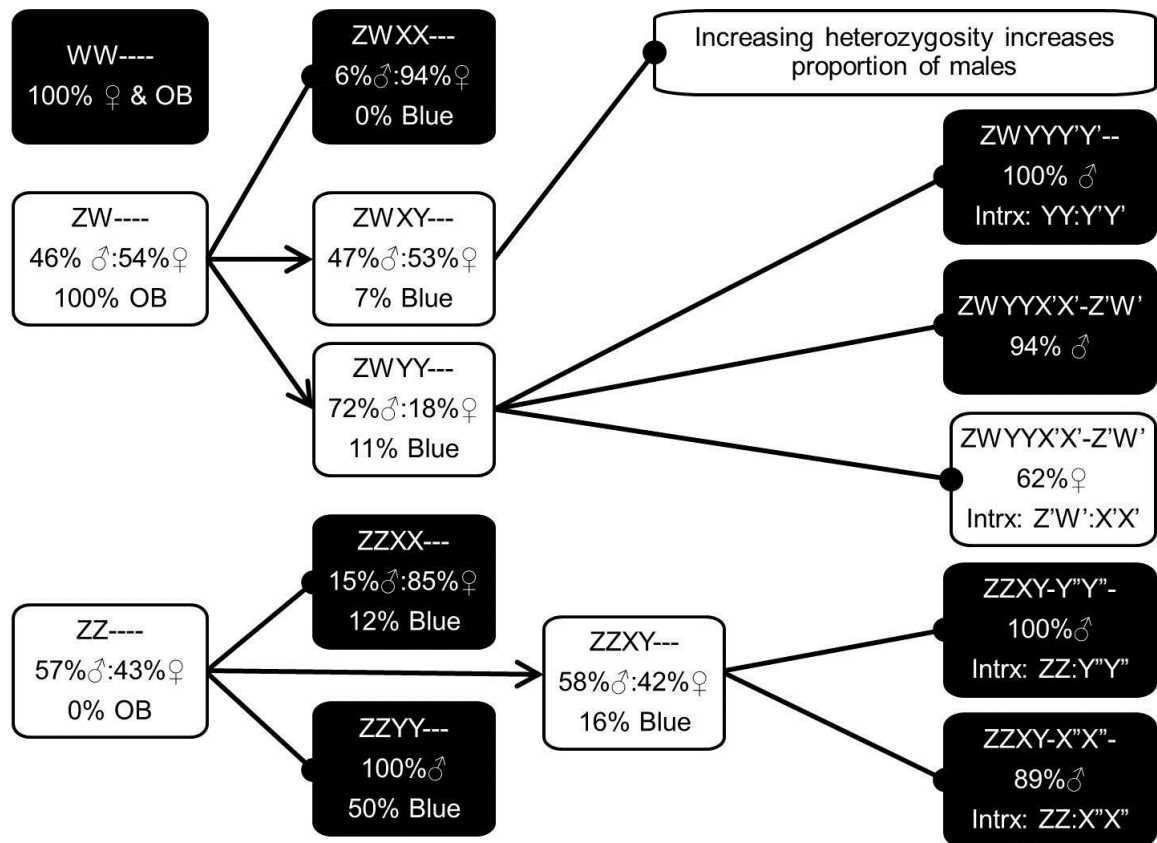 WW----
100% ♀ & OB
ZW----
46% ♂:54%♀
100% OB
ZWXX---
6%♂:94%♀
0% Blue
ZWXY---
47%♂:53%♀
7% Blue
ZWYY---
72%♂:18%♀
11% Blue
Increasing heterozygosity increases
proportion of males
ZWYYY’Y’--
100% ♂
Intrx: YY:Y’Y’
ZWYYX’X’-Z’W’
94% ♂
ZWYYX’X’-Z’W’
62%♀
Intrx: Z’W’:X’X’
ZZ----
57%♂:43%♀
0% OB
ZZXX---
15%♂:85%♀
12% Blue
ZZXY---
58%♂:42%♀
16% Blue
ZZYY---
100%♂
50% Blue
ZZXY-Y”Y”-
100%♂
Intrx: ZZ:Y”Y”
ZZXY-X”X”-
89%♂
Intrx: ZZ:X”X”